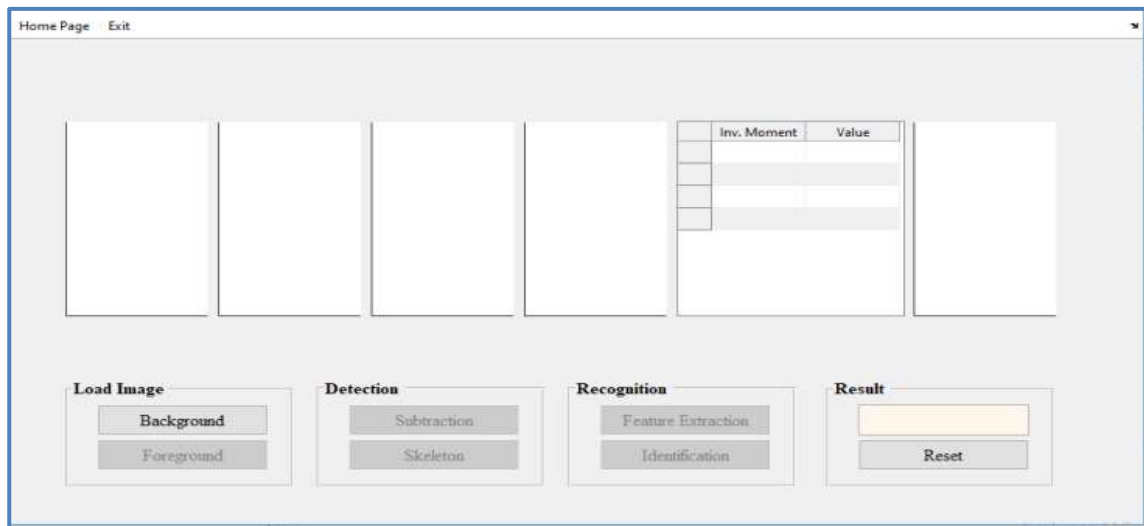 Home Page Exit
Inv. Moment Value
Load Image Detection Recognition Result
Background Subtraction Feature Extraction
Foreground Skeleton Identification Reset